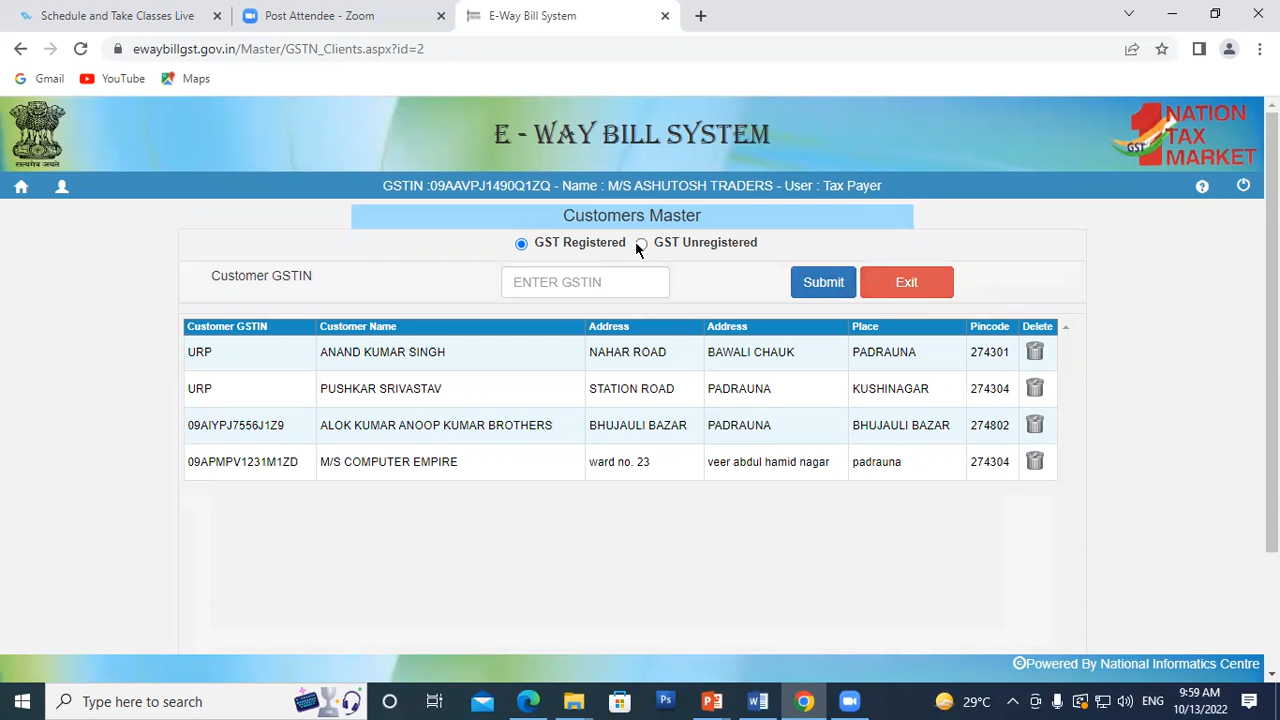 Schedule and Take Classes Live
Post Attendee - Zoom
E-Way Bill System
ewaybillgst.gov.in/Master/GSTN_Clients.aspx?id=2
Gmail
YouTube
Maps
सत्यमेव जयते
E - WAY BILL SYSTEM
1 NATION
TAX
MARKET
GST
GSTIN :09AAVPJ1490Q1ZQ - Name : M/S ASHUTOSH TRADERS - User : Tax Payer
Customers Master
GST Registered GST Unregistered
Customer GSTIN ENTER GSTIN Submit Exit
Customer GSTIN Customer Name Address Address Place Pincode Delete
URP ANAND KUMAR SINGH NAHAR ROAD BAWALI CHAUK PADRAUNA 274301
URP PUSHKAR SRIVASTAV STATION ROAD PADRAUNA KUSHINAGAR 274304
09AIYPJ7556J1Z9 ALOK KUMAR ANOOP KUMAR BROTHERS BHUJAULI BAZAR PADRAUNA BHUJAULI BAZAR 274802
09APMPV1231M1ZD M/S COMPUTER EMPIRE ward no. 23 veer abdul hamid nagar padrauna 274304
©Powered By National Informatics Centre
Type here to search
29°C
ENG
9:59 AM
10/13/2022